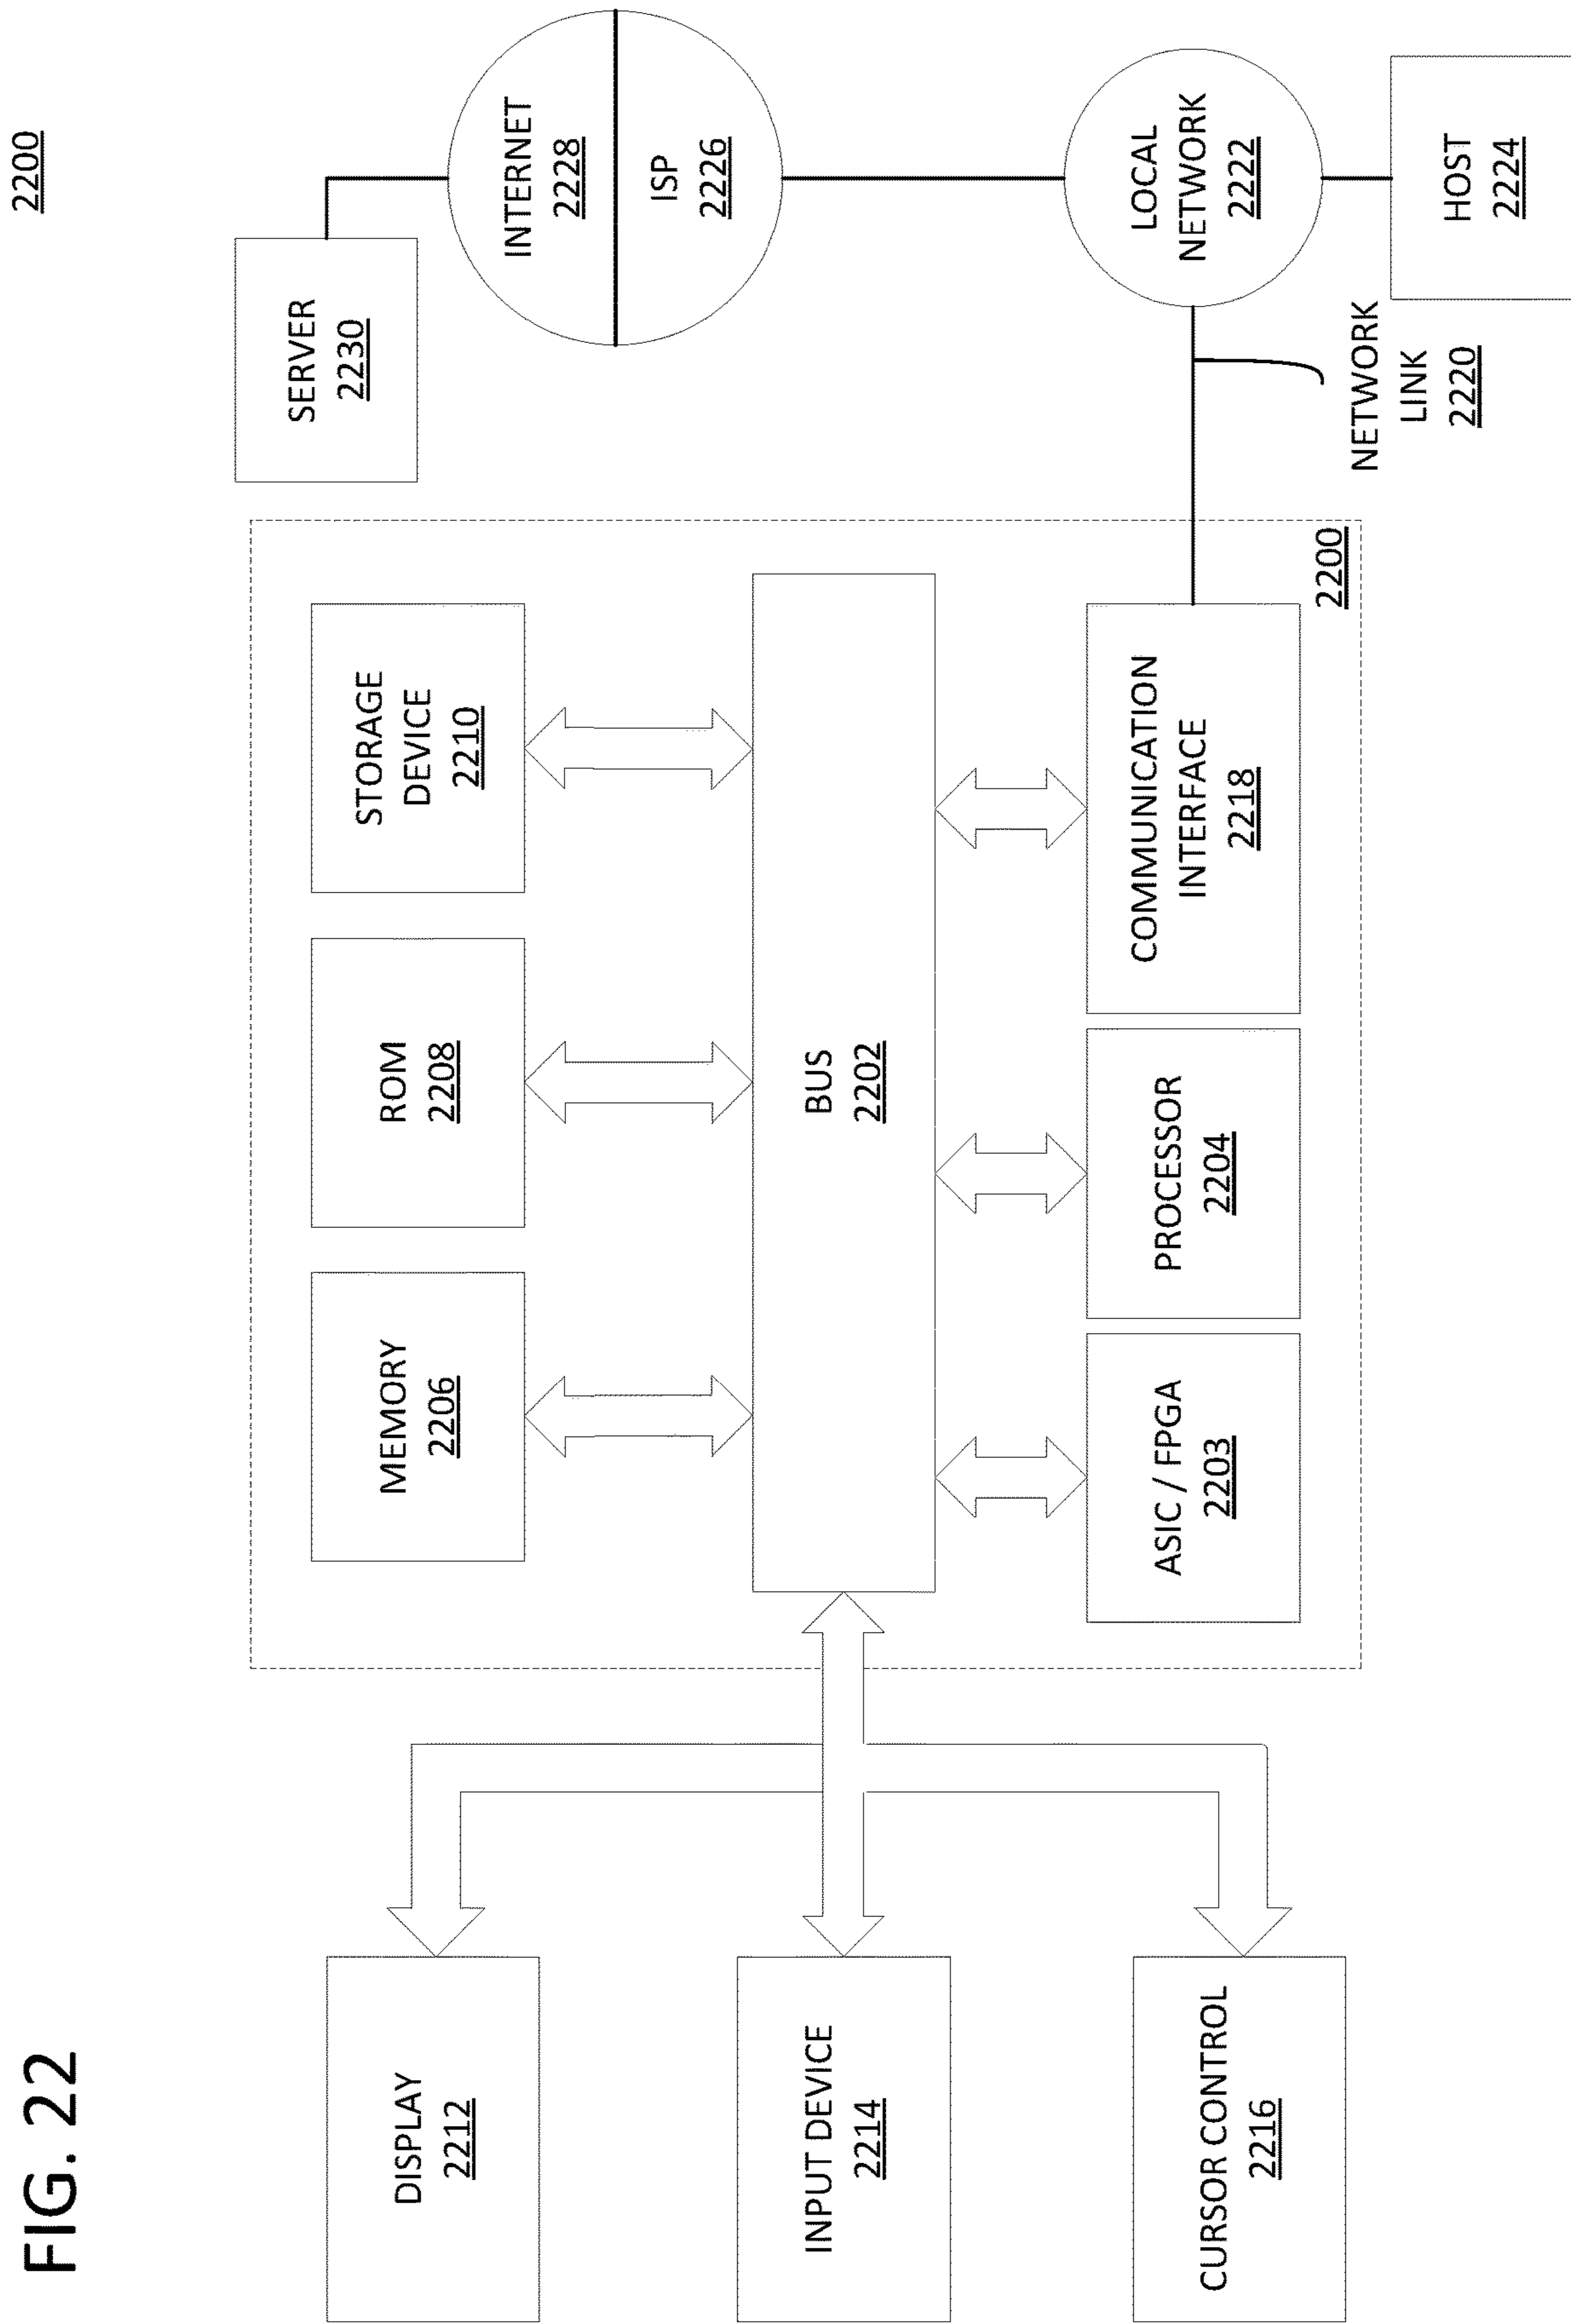 FIG. 22
2200
DISPLAY
2212
INPUT DEVICE
2214
CURSOR CONTROL
2216
MEMORY
2206
ROM
2208
STORAGE
DEVICE
2210
BUS
2202
ASIC / FPGA
2203
PROCESSOR
2204
COMMUNICATION
INTERFACE
2218
2200
SERVER
2230
INTERNET
2228
ISP
2226
LOCAL
NETWORK
2222
NETWORK
LINK
2220
HOST
2224